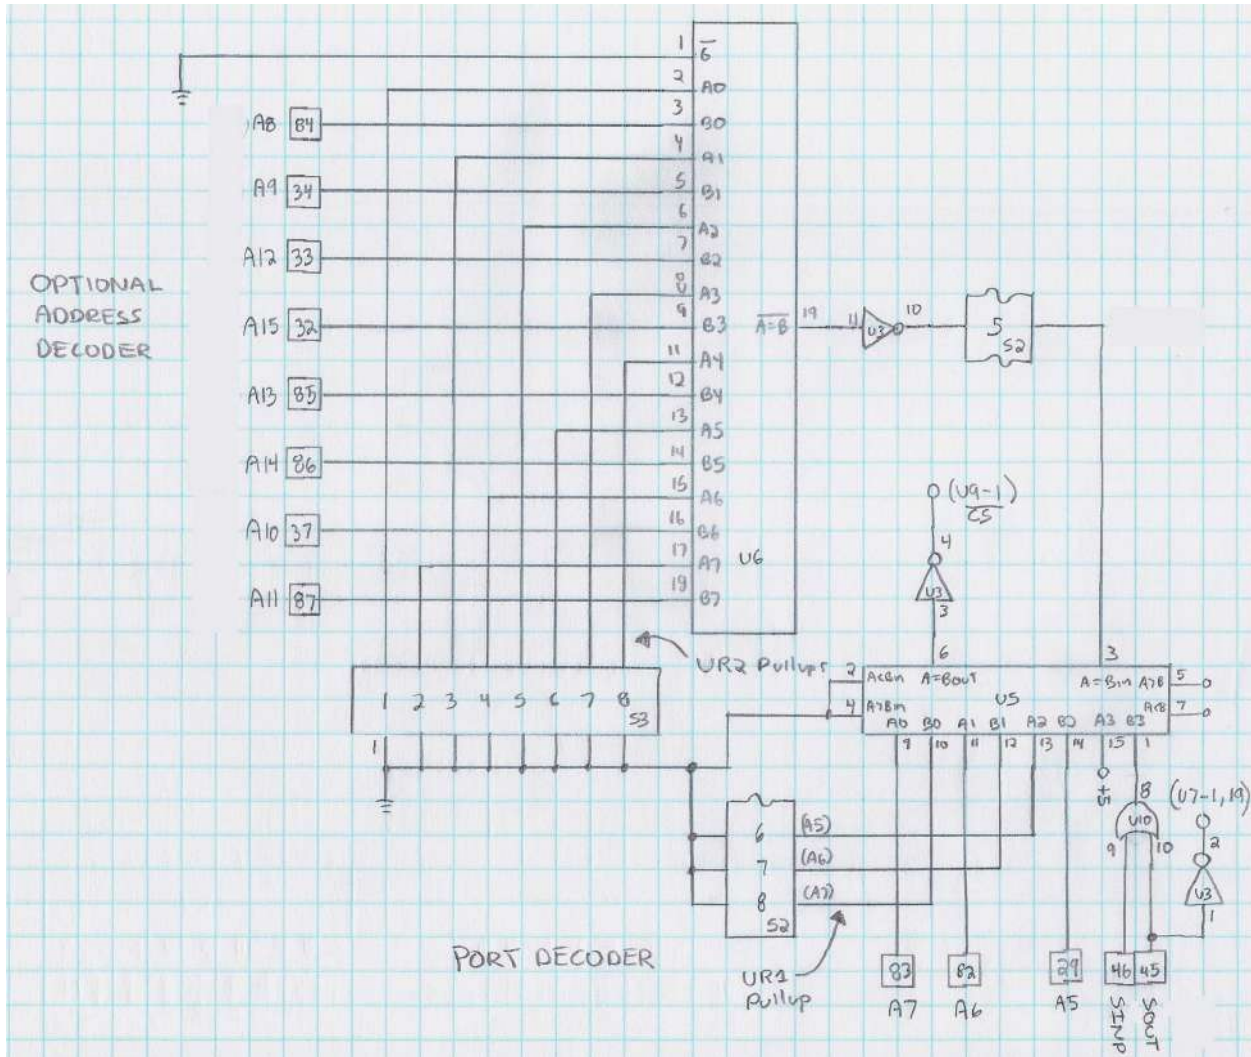 1 G
2 A0
A8 84 3 B0
4 A1
A9 34 5 B1
6 A2
A12 33 7 B2
8 A3
A15 32 9 B3
A=B 19 11 U3 10 5 S2
11 A4
A13 85 12 B4
13 A5
A14 86 14 B5
15 A6
A10 37 16 B6
17 A7
A11 87 19 B7
U6
OPTIONAL
ADDRESS
DECODER
(U9-1)
CS
4
U3
3
UR2 Pullups
1 2 3 4 5 6 7 8
S3
1
6 3
2 A<Bin A=BOUT A=Bin A>B 5
U5
4 A>Bin A<B 7
A0 B0 A1 B1 A2 B2 A3 B3
9 10 11 12 13 14 15 1
+5
8 (U7-1,19)
U10 2
9 10
U3
1
6 (A5)
7 (A6)
8 (A7)
S2
PORT DECODER
UR1
Pullup
83 82 29 46 45
A7 A6 A5 SINP SOUT